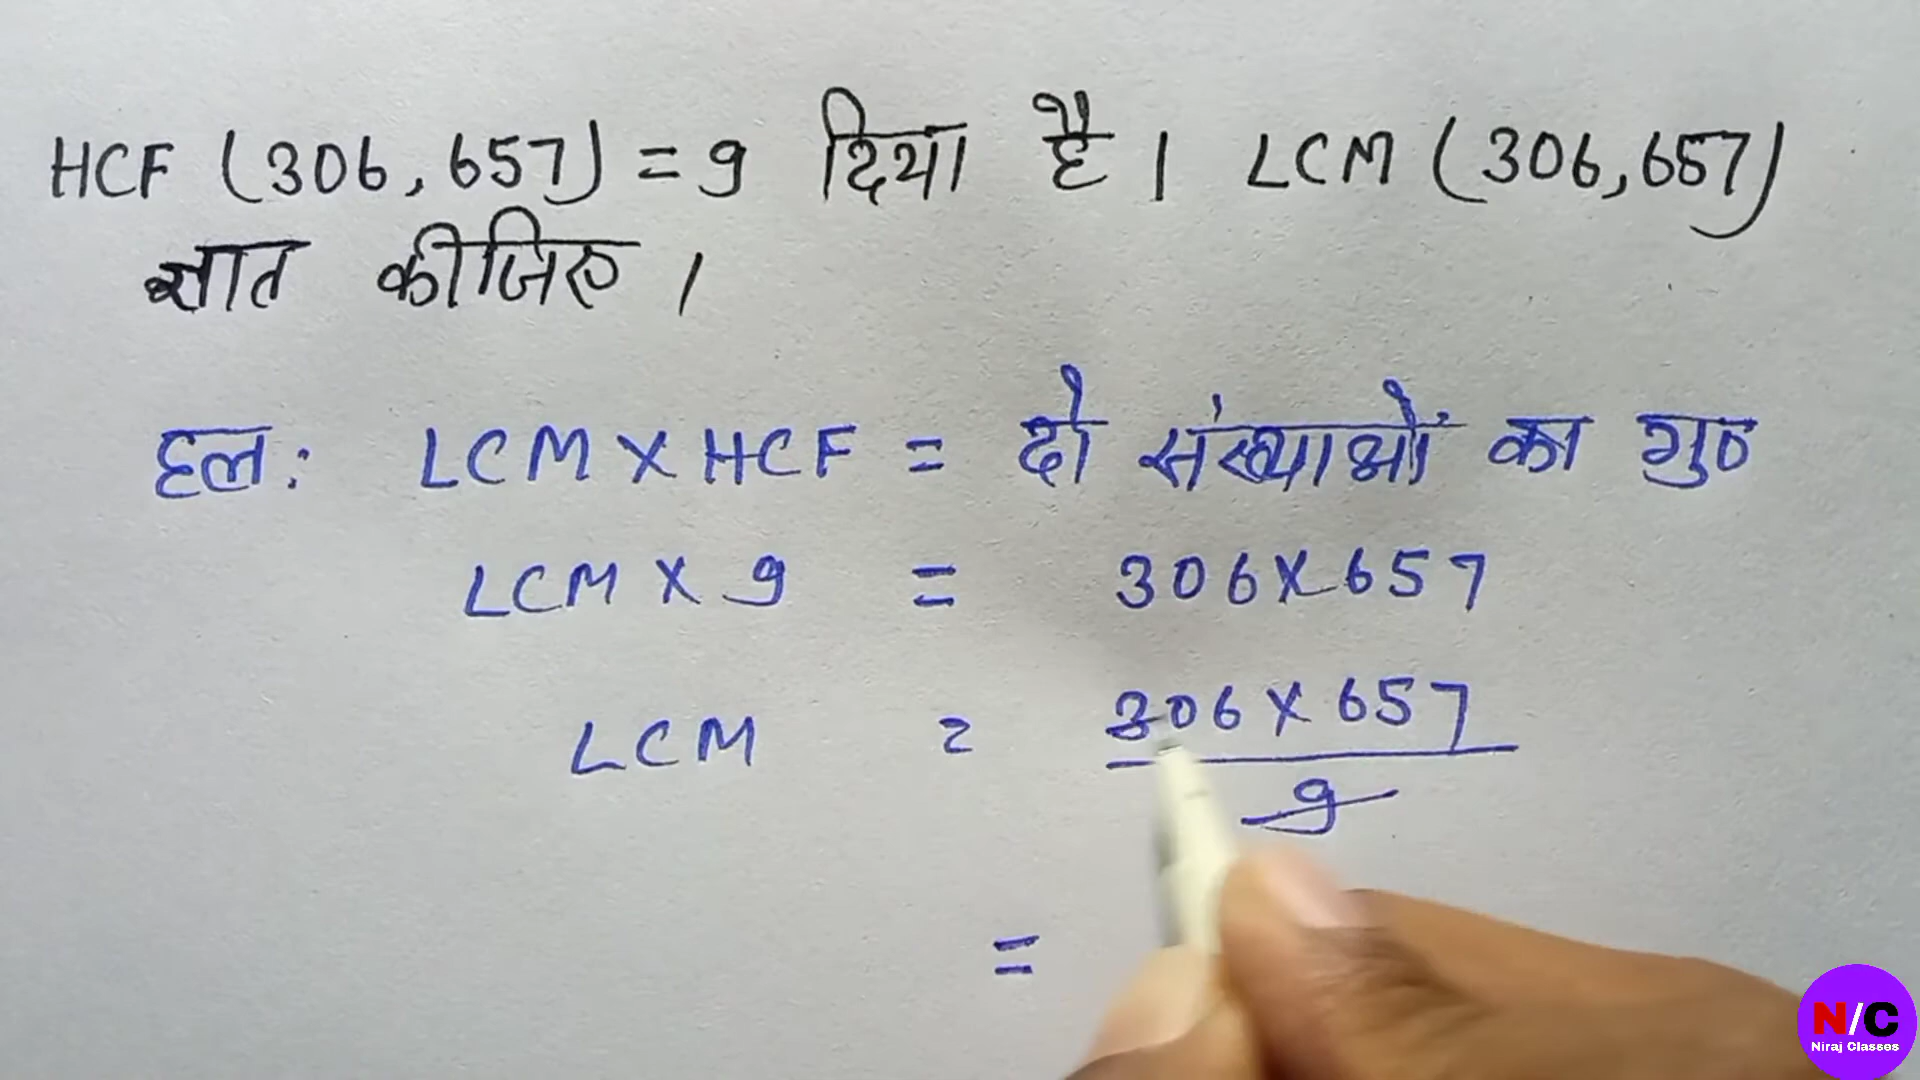 HCF (306, 657) = 9 दिया है। LCM (306, 657)
ज्ञात कीजिए।
हल: LCM X HCF = दो संख्याओं का गुण
LCM X 9 = 306 X 657
LCM = 306 X 657
9
=
N/C
Niraj Classes